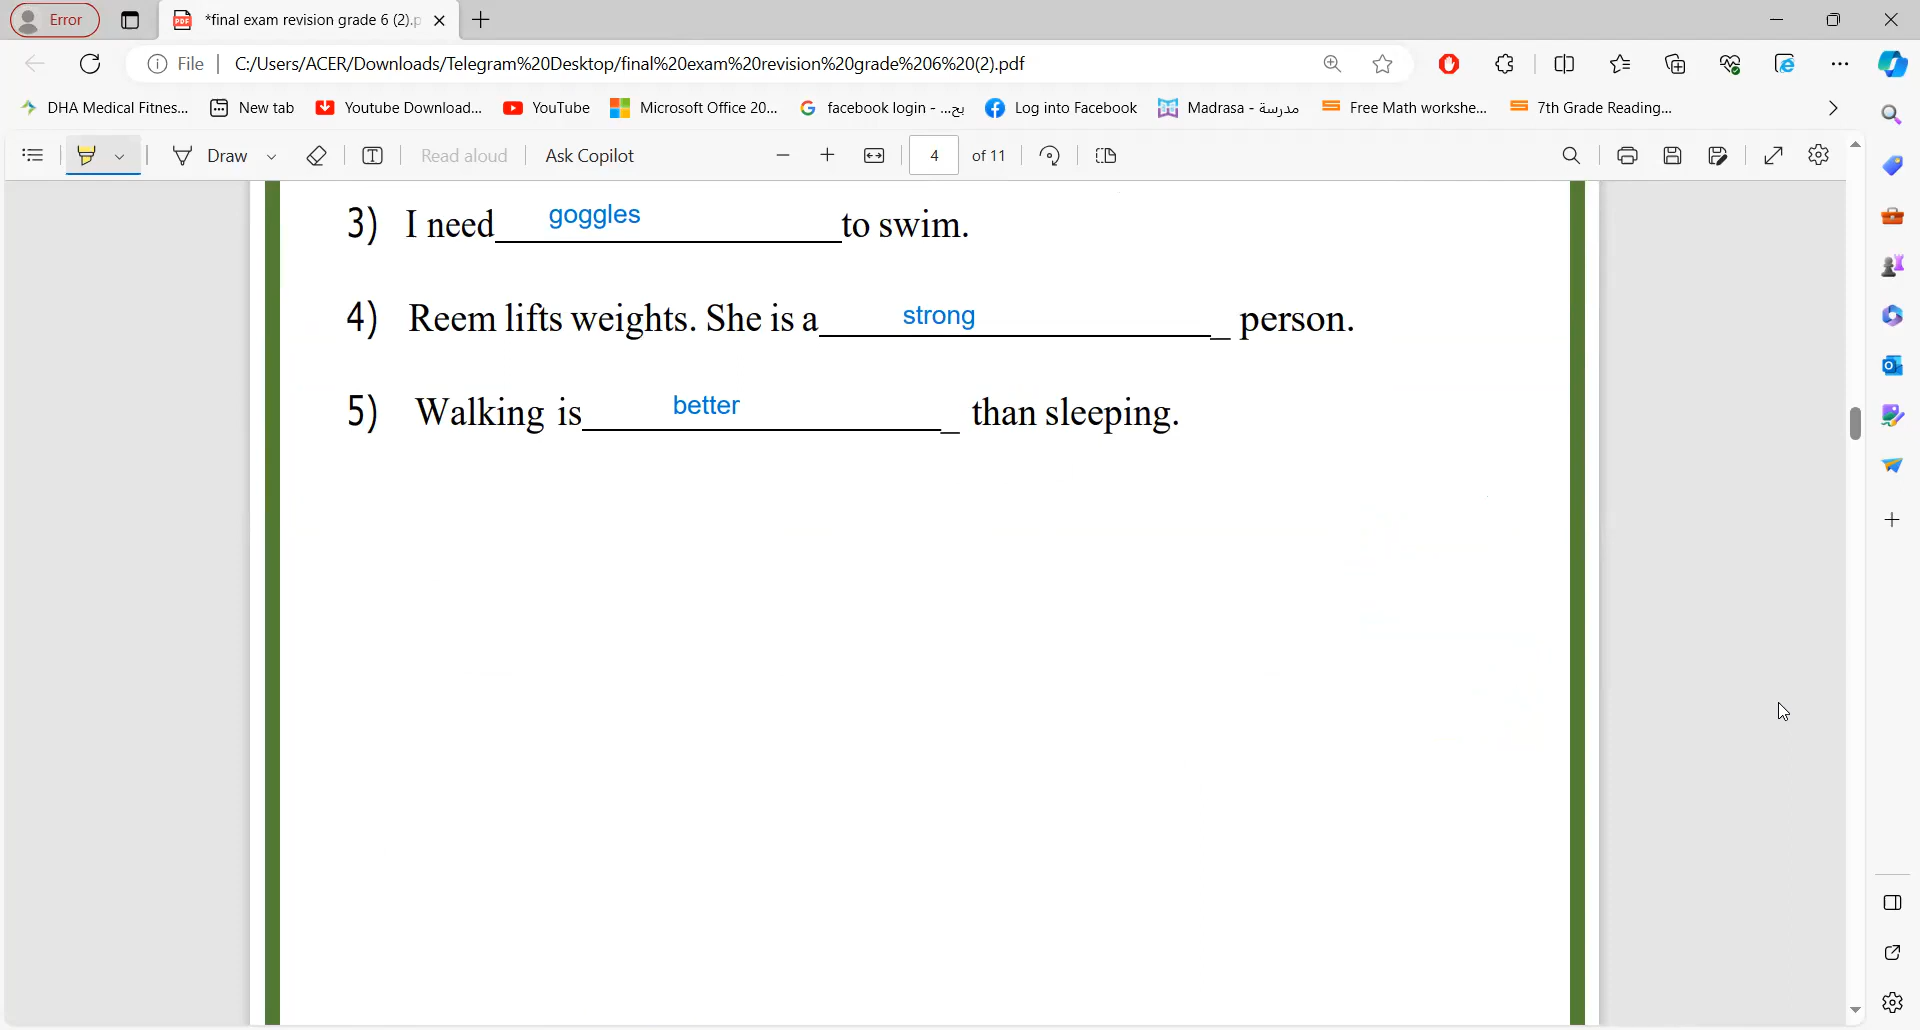 Error
*final exam revision grade 6 (2).p
File
C:/Users/ACER/Downloads/Telegram%20Desktop/final%20exam%20revision%20grade%206%20(2).pdf
DHA Medical Fitnes... New tab Youtube Download... YouTube Microsoft Office 20... facebook login - ...بح Log into Facebook Madrasa - مدرسة Free Math workshe... 7th Grade Reading...
Draw Read aloud Ask Copilot 4 of 11
3) I need goggles to swim.
4) Reem lifts weights. She is a strong person.
5) Walking is better than sleeping.